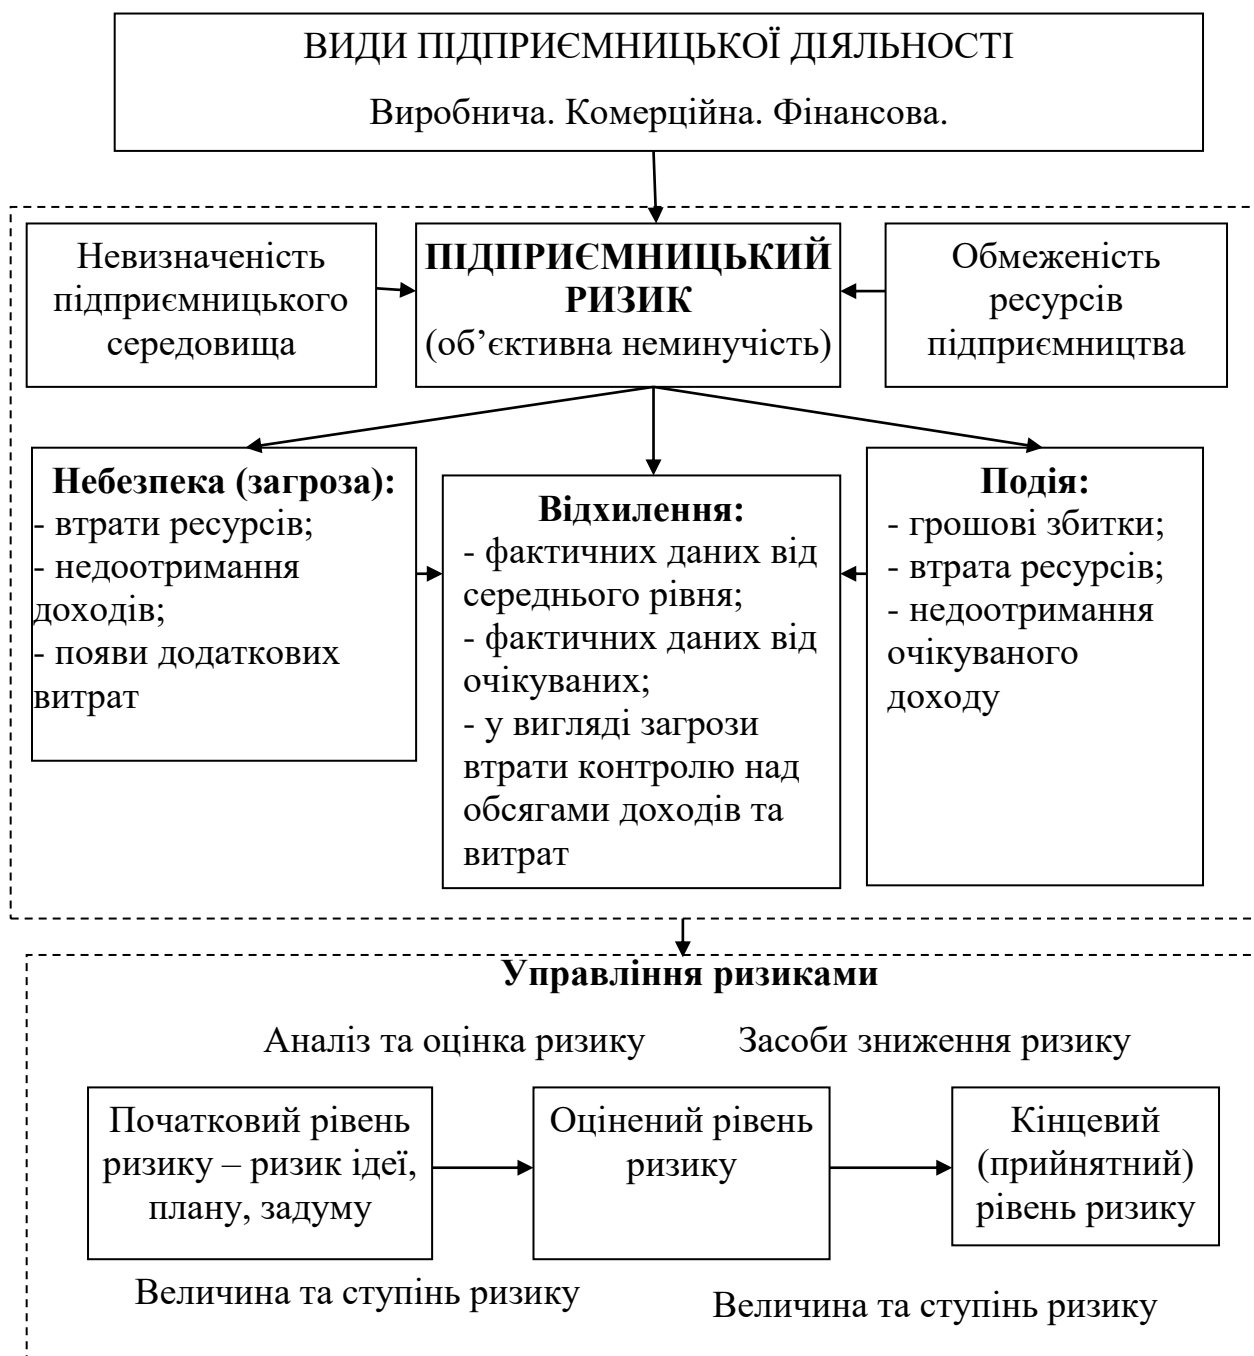 ВИДИ ПІДПРИЄМНИЦЬКОЇ ДІЯЛЬНОСТІ
Виробнича. Комерційна. Фінансова.
Невизначеність
підприємницького
середовища
ПІДПРИЄМНИЦЬКИЙ
РИЗИК
(об’єктивна неминучість)
Обмеженість
ресурсів
підприємництва
Небезпека (загроза):
- втрати ресурсів;
- недоотримання
доходів;
- появи додаткових
витрат
Відхилення:
- фактичних даних від
середнього рівня;
- фактичних даних від
очікуваних;
- у вигляді загрози
втрати контролю над
обсягами доходів та
витрат
Подія:
- грошові збитки;
- втрата ресурсів;
- недоотримання
очікуваного
доходу
Управління ризиками
Аналіз та оцінка ризику
Засоби зниження ризику
Початковий рівень
ризику – ризик ідеї,
плану, задуму
Оцінений рівень
ризику
Кінцевий
(прийнятний)
рівень ризику
Величина та ступінь ризику
Величина та ступінь ризику